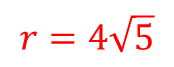 r = 4√5